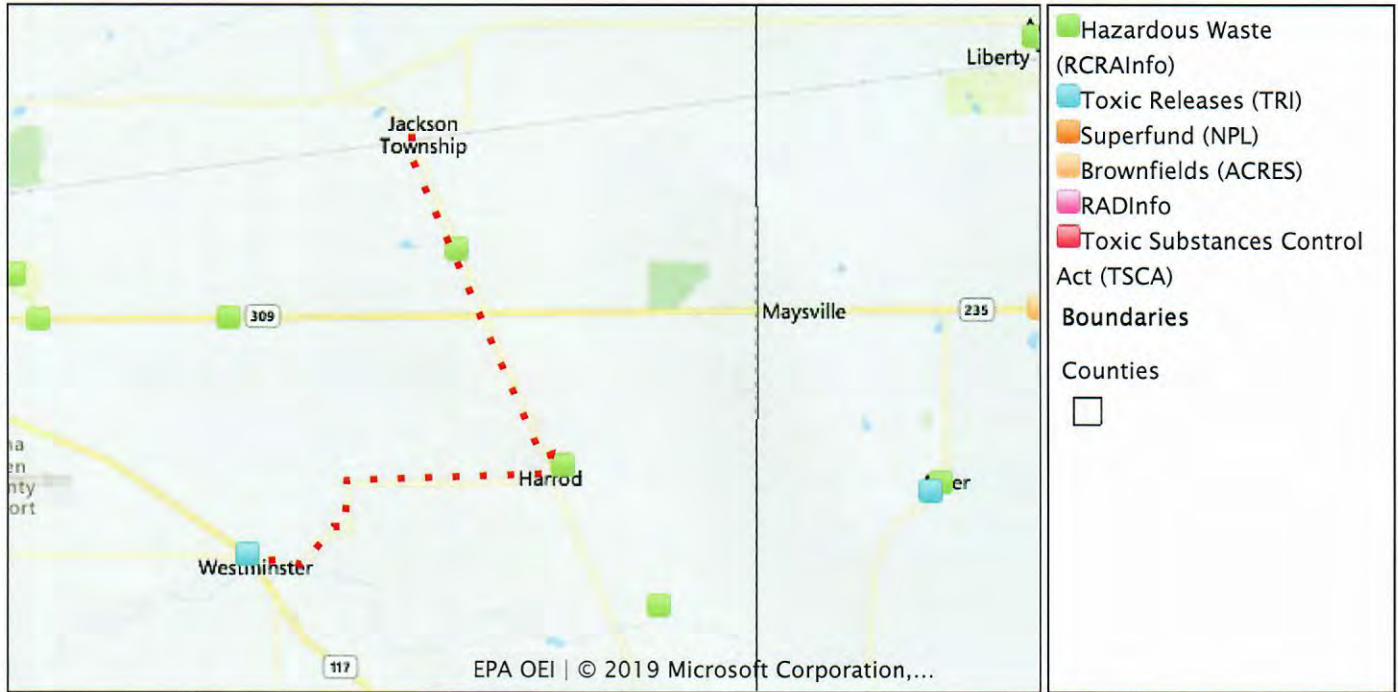 Liberty
Jackson
Township
309
Maysville
235
Harrod
Westminster
117
EPA OEI | © 2019 Microsoft Corporation,...
Hazardous Waste
(RCRAInfo)
Toxic Releases (TRI)
Superfund (NPL)
Brownfields (ACRES)
RADInfo
Toxic Substances Control
Act (TSCA)
Boundaries
Counties